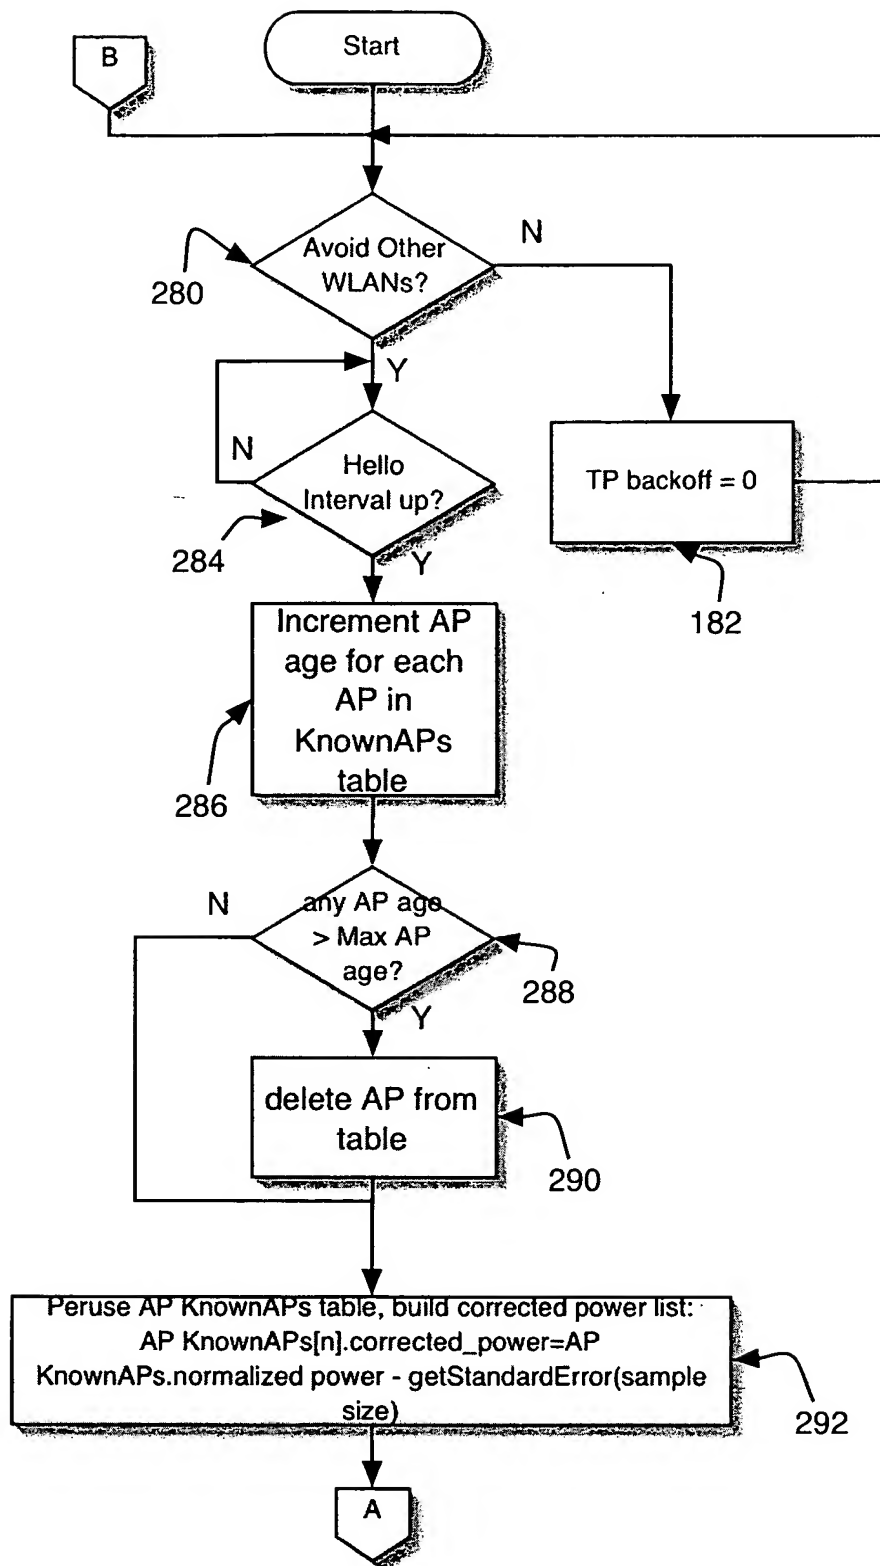 B
Start
Avoid Other
WLANs?
N
280
Y
N
Hello
Interval up?
TP backoff = 0
284
Y
182
Increment AP
age for each
AP in
KnownAPs
table
286
N
any AP age
> Max AP
age?
288
Y
delete AP from
table
290
Peruse AP KnownAPs table, build corrected power list:
AP KnownAPs[n].corrected_power=AP
KnownAPs.normalized power - getStandardError(sample
size)
292
A